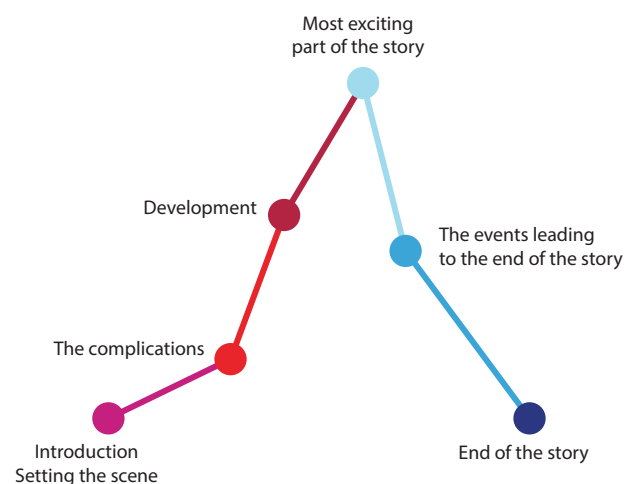 Most exciting
part of the story
Development
The events leading
to the end of the story
The complications
Introduction
Setting the scene
End of the story